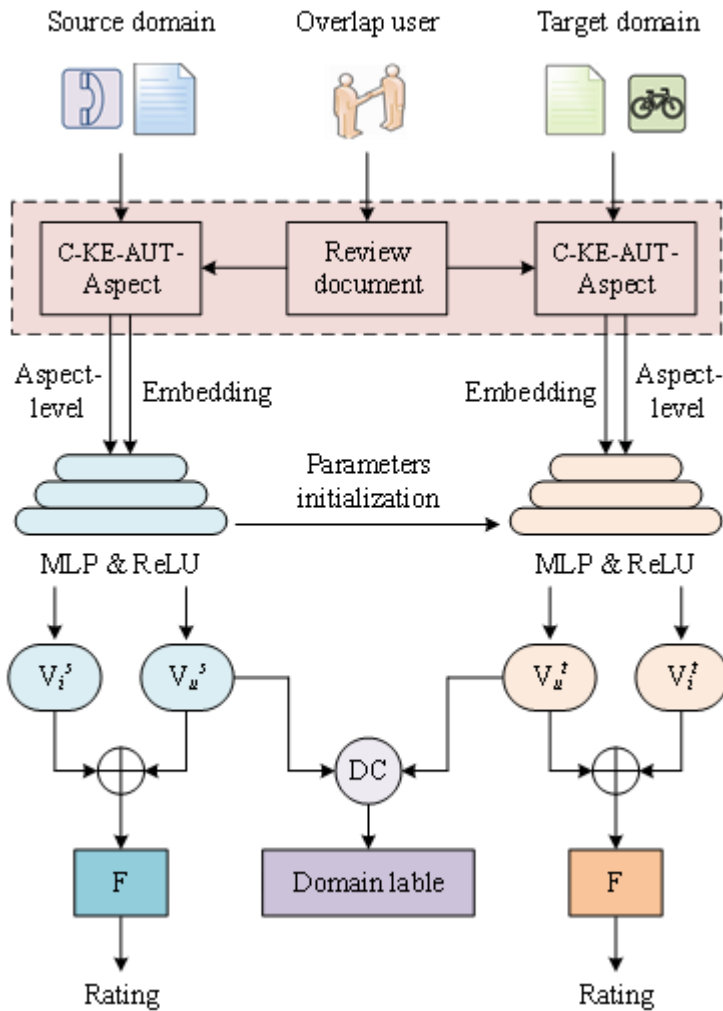 Source domain
Overlap user
Target domain
C-KE-AUT-
Aspect
Review
document
C-KE-AUT-
Aspect
Aspect-
level
Embedding
Embedding
Aspect-
level
Parameters
initialization
MLP & ReLU
MLP & ReLU
V_i^s
V_u^s
V_u^t
V_i^t
DC
F
Domain lable
F
Rating
Rating